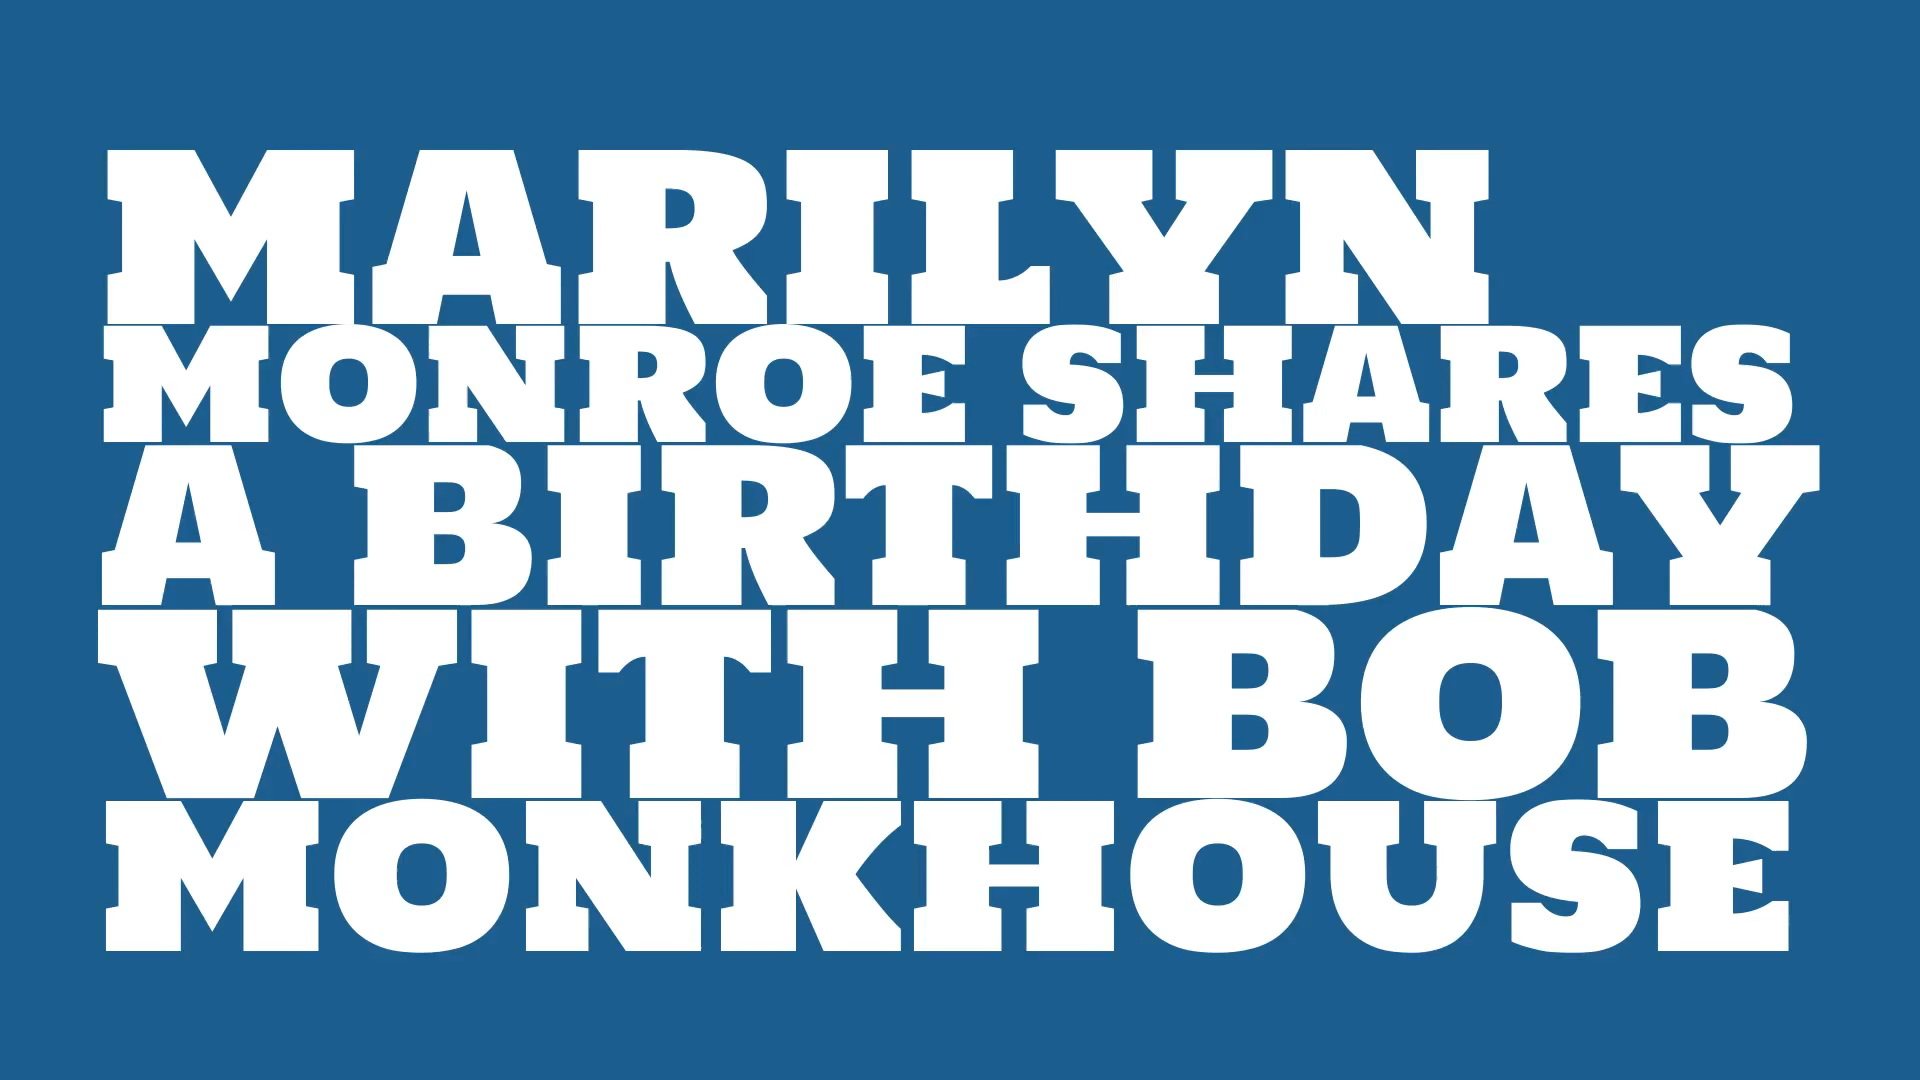 MARILYN
MONROE SHARES
A BIRTHDAY
WITH BOB
MONKHOUSE